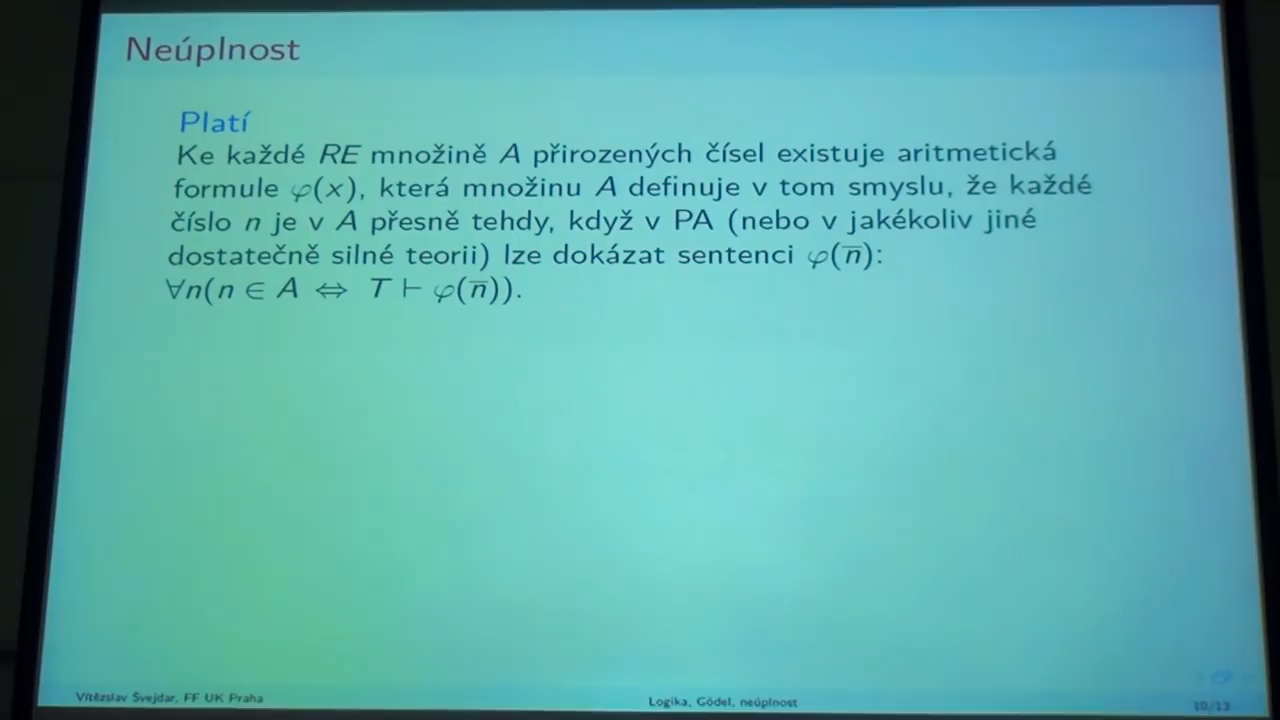 Neúplnost
Platí
Ke každé RE množině A přirozených čísel existuje aritmetická
formule φ(x), která množinu A definuje v tom smyslu, že každé
číslo n je v A přesně tehdy, když v PA (nebo v jakékoliv jiné
dostatečně silné teorii) lze dokázat sentenci φ(n̅):
∀n(n ∈ A ⇔ T ⊢ φ(n̅)).
Vítězslav Švejdar, FF UK Praha
Logika, Gödel, neúplnost
10/13